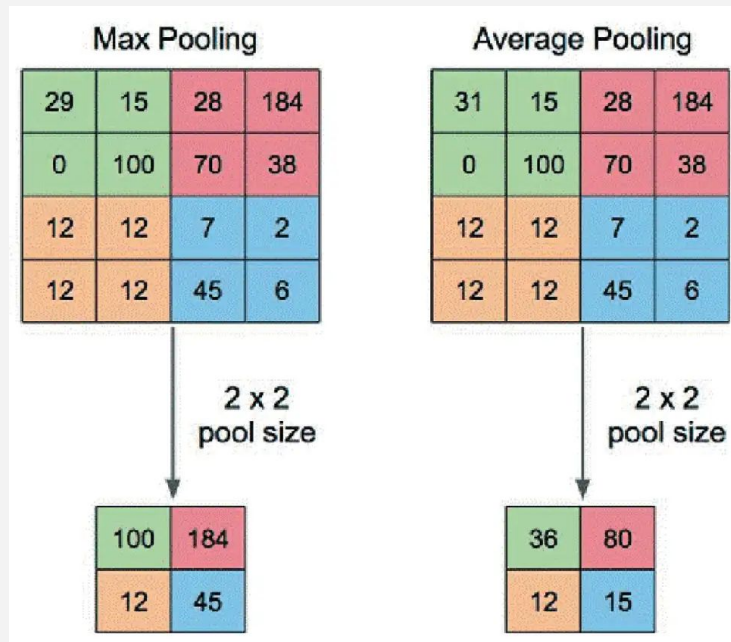 Max Pooling
29 15 28 184
0 100 70 38
12 12 7 2
12 12 45 6
2 x 2
pool size
100 184
12 45
Average Pooling
31 15 28 184
0 100 70 38
12 12 7 2
12 12 45 6
2 x 2
pool size
36 80
12 15